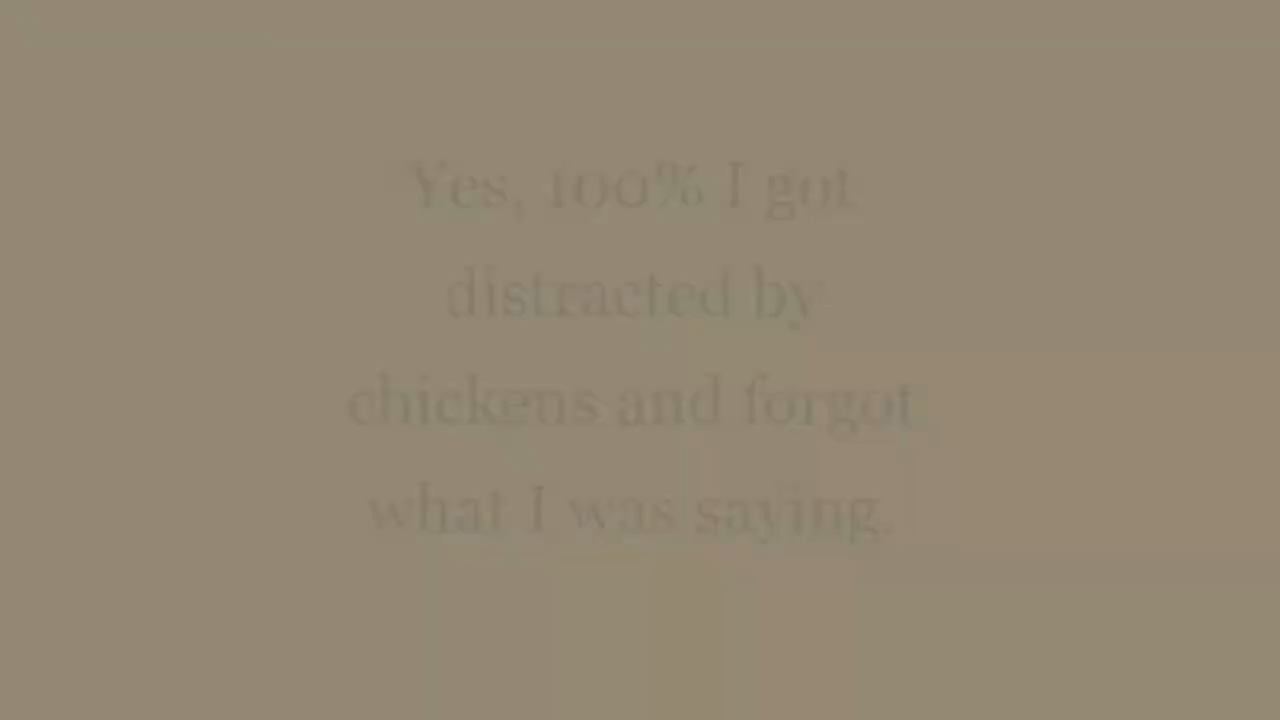 Yes, 100% I got
distracted by
chickens and forgot
what I was saying.